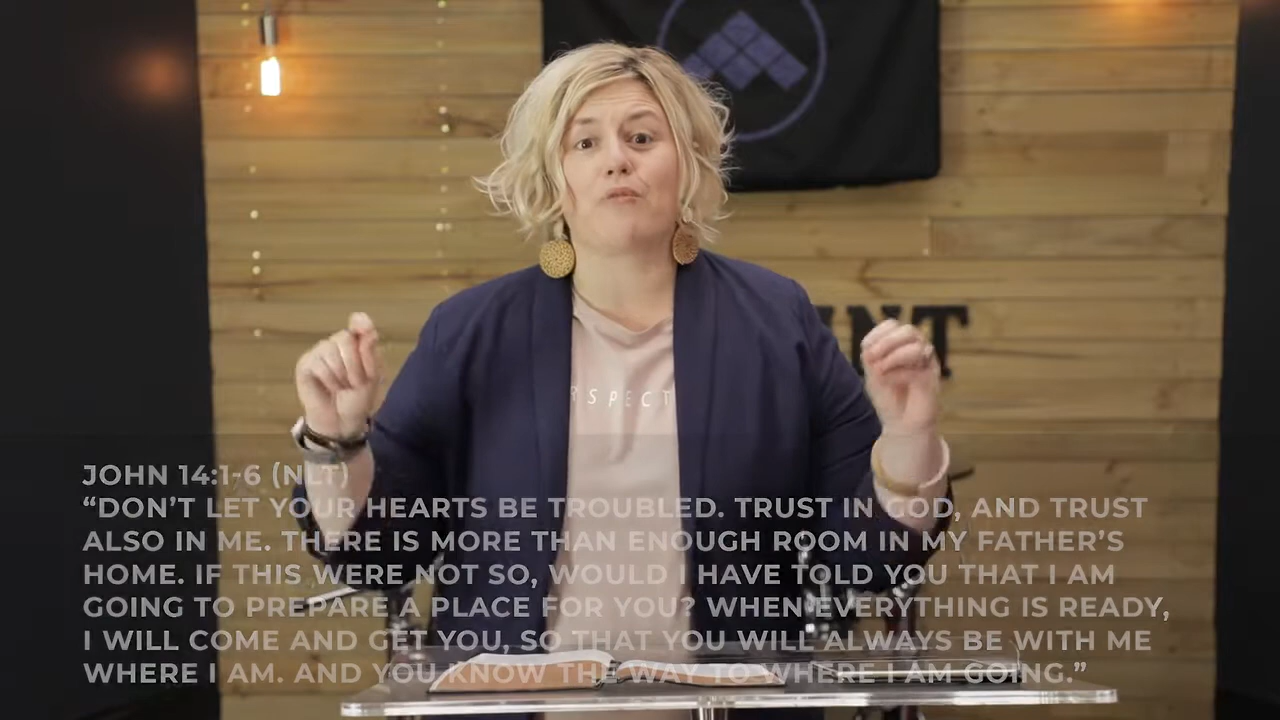 RSPECT
JOHN 14:1-6 (NLT)
“DON’T LET YOUR HEARTS BE TROUBLED. TRUST IN GOD, AND TRUST
ALSO IN ME. THERE IS MORE THAN ENOUGH ROOM IN MY FATHER’S
HOME. IF THIS WERE NOT SO, WOULD I HAVE TOLD YOU THAT I AM
GOING TO PREPARE A PLACE FOR YOU? WHEN EVERYTHING IS READY,
I WILL COME AND GET YOU, SO THAT YOU WILL ALWAYS BE WITH ME
WHERE I AM. AND YOU KNOW THE WAY TO WHERE I AM GOING.”